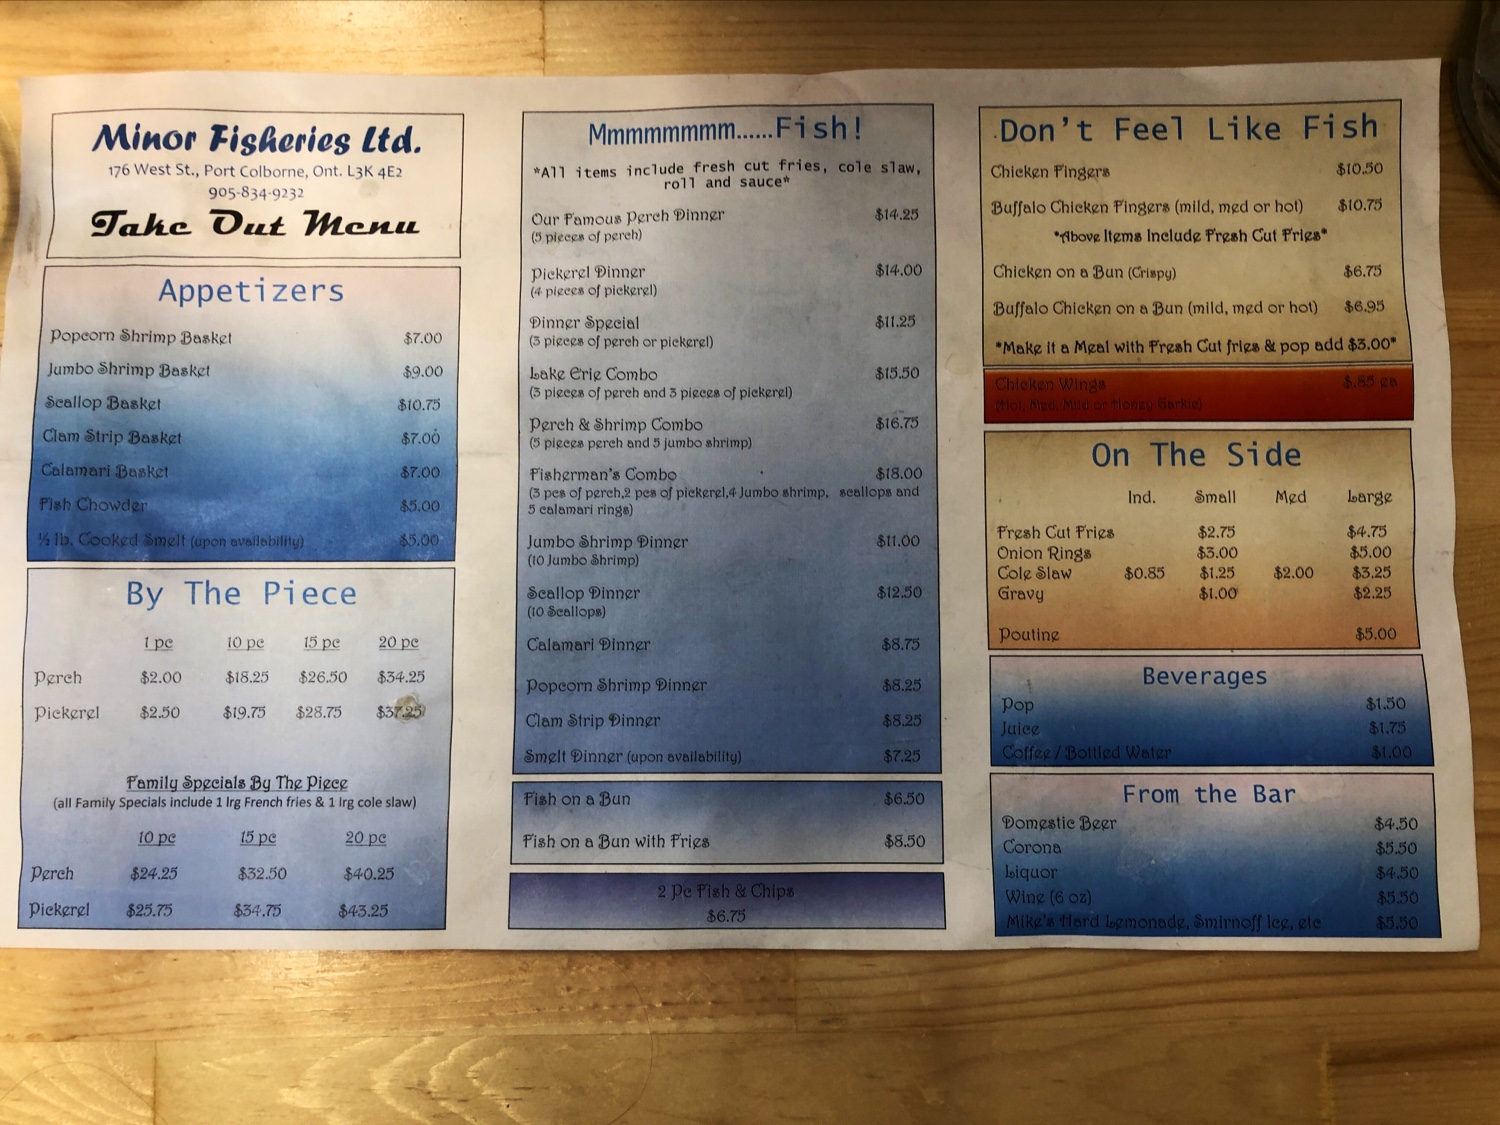 Minor Fisheries Ltd.
176 West St., Port Colborne, Ont. L3K 4E2
905-834-9232
Take Out Menu
Appetizers
Popcorn Shrimp Basket $7.00
Jumbo Shrimp Basket $9.00
Scallop Basket $10.75
Clam Strip Basket $7.00
Calamari Basket $7.00
Fish Chowder $5.00
½ lb. Cooked Smelt (upon availability) $5.00
By The Piece
1 pc 10 pc 15 pc 20 pc
Perch $2.00 $18.25 $26.50 $34.25
Pickerel $2.50 $19.75 $28.75 $37.25
Family Specials By The Piece
(all Family Specials include 1 lrg French fries & 1 lrg cole slaw)
10 pc 15 pc 20 pc
Perch $24.25 $32.50 $40.25
Pickerel $25.75 $34.75 $43.25
Mmmmmmmm......Fish!
*All items include fresh cut fries, cole slaw,
roll and sauce*
Our Famous Perch Dinner $14.25
(5 pieces of perch)
Pickerel Dinner $14.00
(4 pieces of pickerel)
Dinner Special $11.25
(3 pieces of perch or pickerel)
Lake Erie Combo $15.50
(3 pieces of perch and 3 pieces of pickerel)
Perch & Shrimp Combo $16.75
(5 pieces perch and 5 jumbo shrimp)
Fisherman's Combo $18.00
(3 pcs of perch,2 pcs of pickerel,4 Jumbo shrimp, scallops and
5 calamari rings)
Jumbo Shrimp Dinner $11.00
(10 Jumbo Shrimp)
Scallop Dinner $12.50
(10 Scallops)
Calamari Dinner $8.75
Popcorn Shrimp Dinner $8.25
Clam Strip Dinner $8.25
Smelt Dinner (upon availability) $7.25
Fish on a Bun $6.50
Fish on a Bun with Fries $8.50
2 Pc Fish & Chips
$6.75
Don't Feel Like Fish
Chicken Fingers $10.50
Buffalo Chicken Fingers (mild, med or hot) $10.75
*Above Items Include Fresh Cut Fries*
Chicken on a Bun (Crispy) $6.75
Buffalo Chicken on a Bun (mild, med or hot) $6.95
*Make it a Meal with Fresh Cut fries & pop add $3.00*
Chicken Wings $.85 ea
(Hot, Med, Mild or Honey Garlic)
On The Side
Ind. Small Med Large
Fresh Cut Fries $2.75 $4.75
Onion Rings $3.00 $5.00
Cole Slaw $0.85 $1.25 $2.00 $3.25
Gravy $1.00 $2.25
Poutine $5.00
Beverages
Pop $1.50
Juice $1.75
Coffee / Bottled Water $1.00
From the Bar
Domestic Beer $4.50
Corona $5.50
Liquor $4.50
Wine (6 oz) $5.50
Mike's Hard Lemonade, Smirnoff Ice, etc $5.50